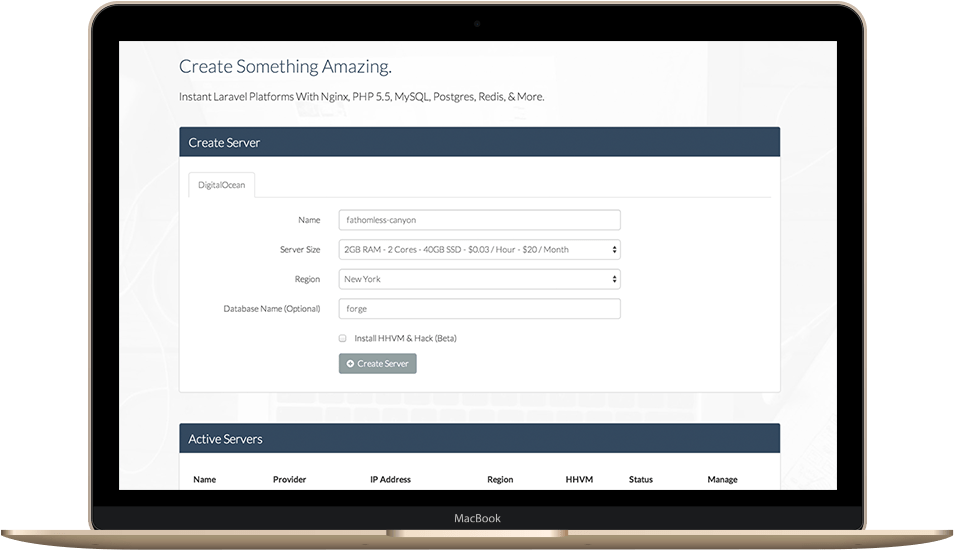 Create Something Amazing.
Instant Laravel Platforms With Nginx, PHP 5.5, MySQL, Postgres, Redis, & More.
Create Server
DigitalOcean
Name fathomless-canyon
Server Size 2GB RAM - 2 Cores - 40GB SSD - $0.03 / Hour - $20 / Month
Region New York
Database Name (Optional) forge
Install HHVM & Hack (Beta)
Create Server
Active Servers
Name Provider IP Address Region HHVM Status Manage
MacBook